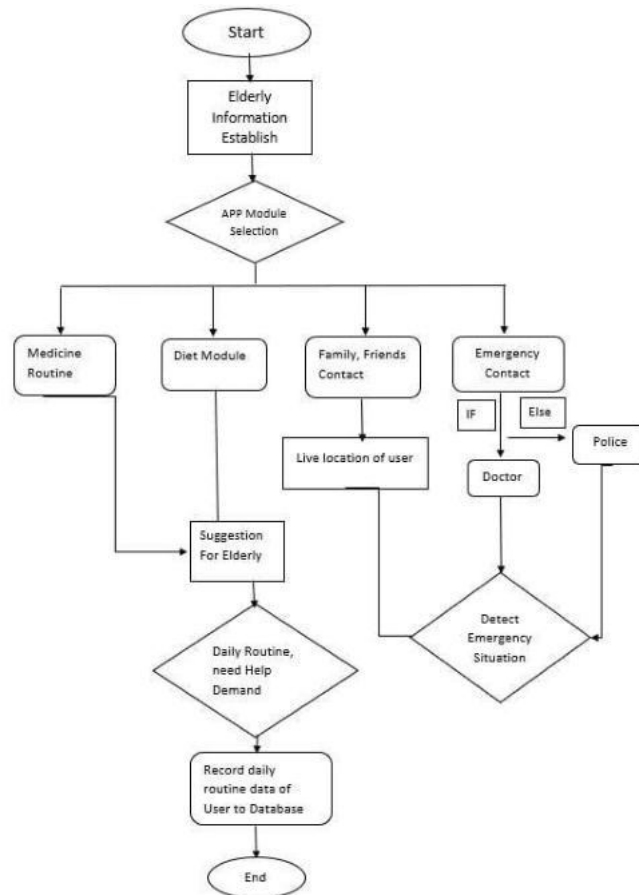 Start
Elderly
Information
Establish
APP Module
Selection
Medicine
Routine
Diet Module
Family, Friends
Contact
Emergency
Contact
IF
Else
Police
Live location of user
Doctor
Suggestion
For Elderly
Detect
Emergency
Situation
Daily Routine,
need Help
Demand
Record daily
routine data of
User to Database
End